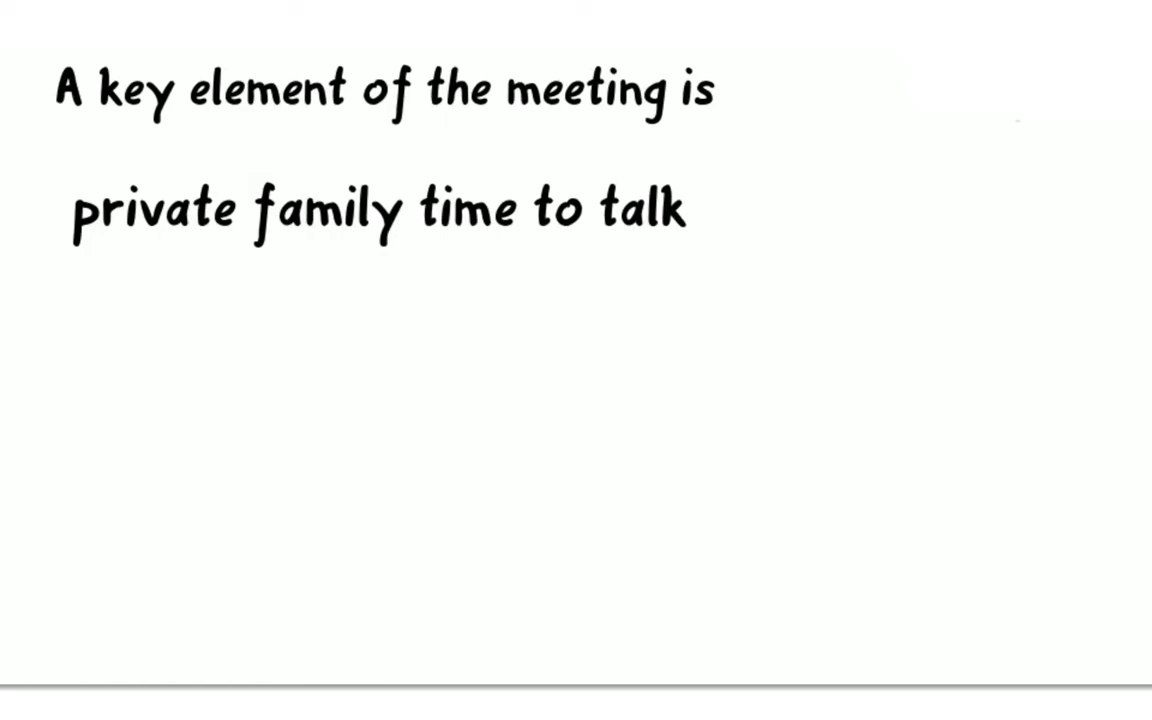 A key element of the meeting is
private family time to talk